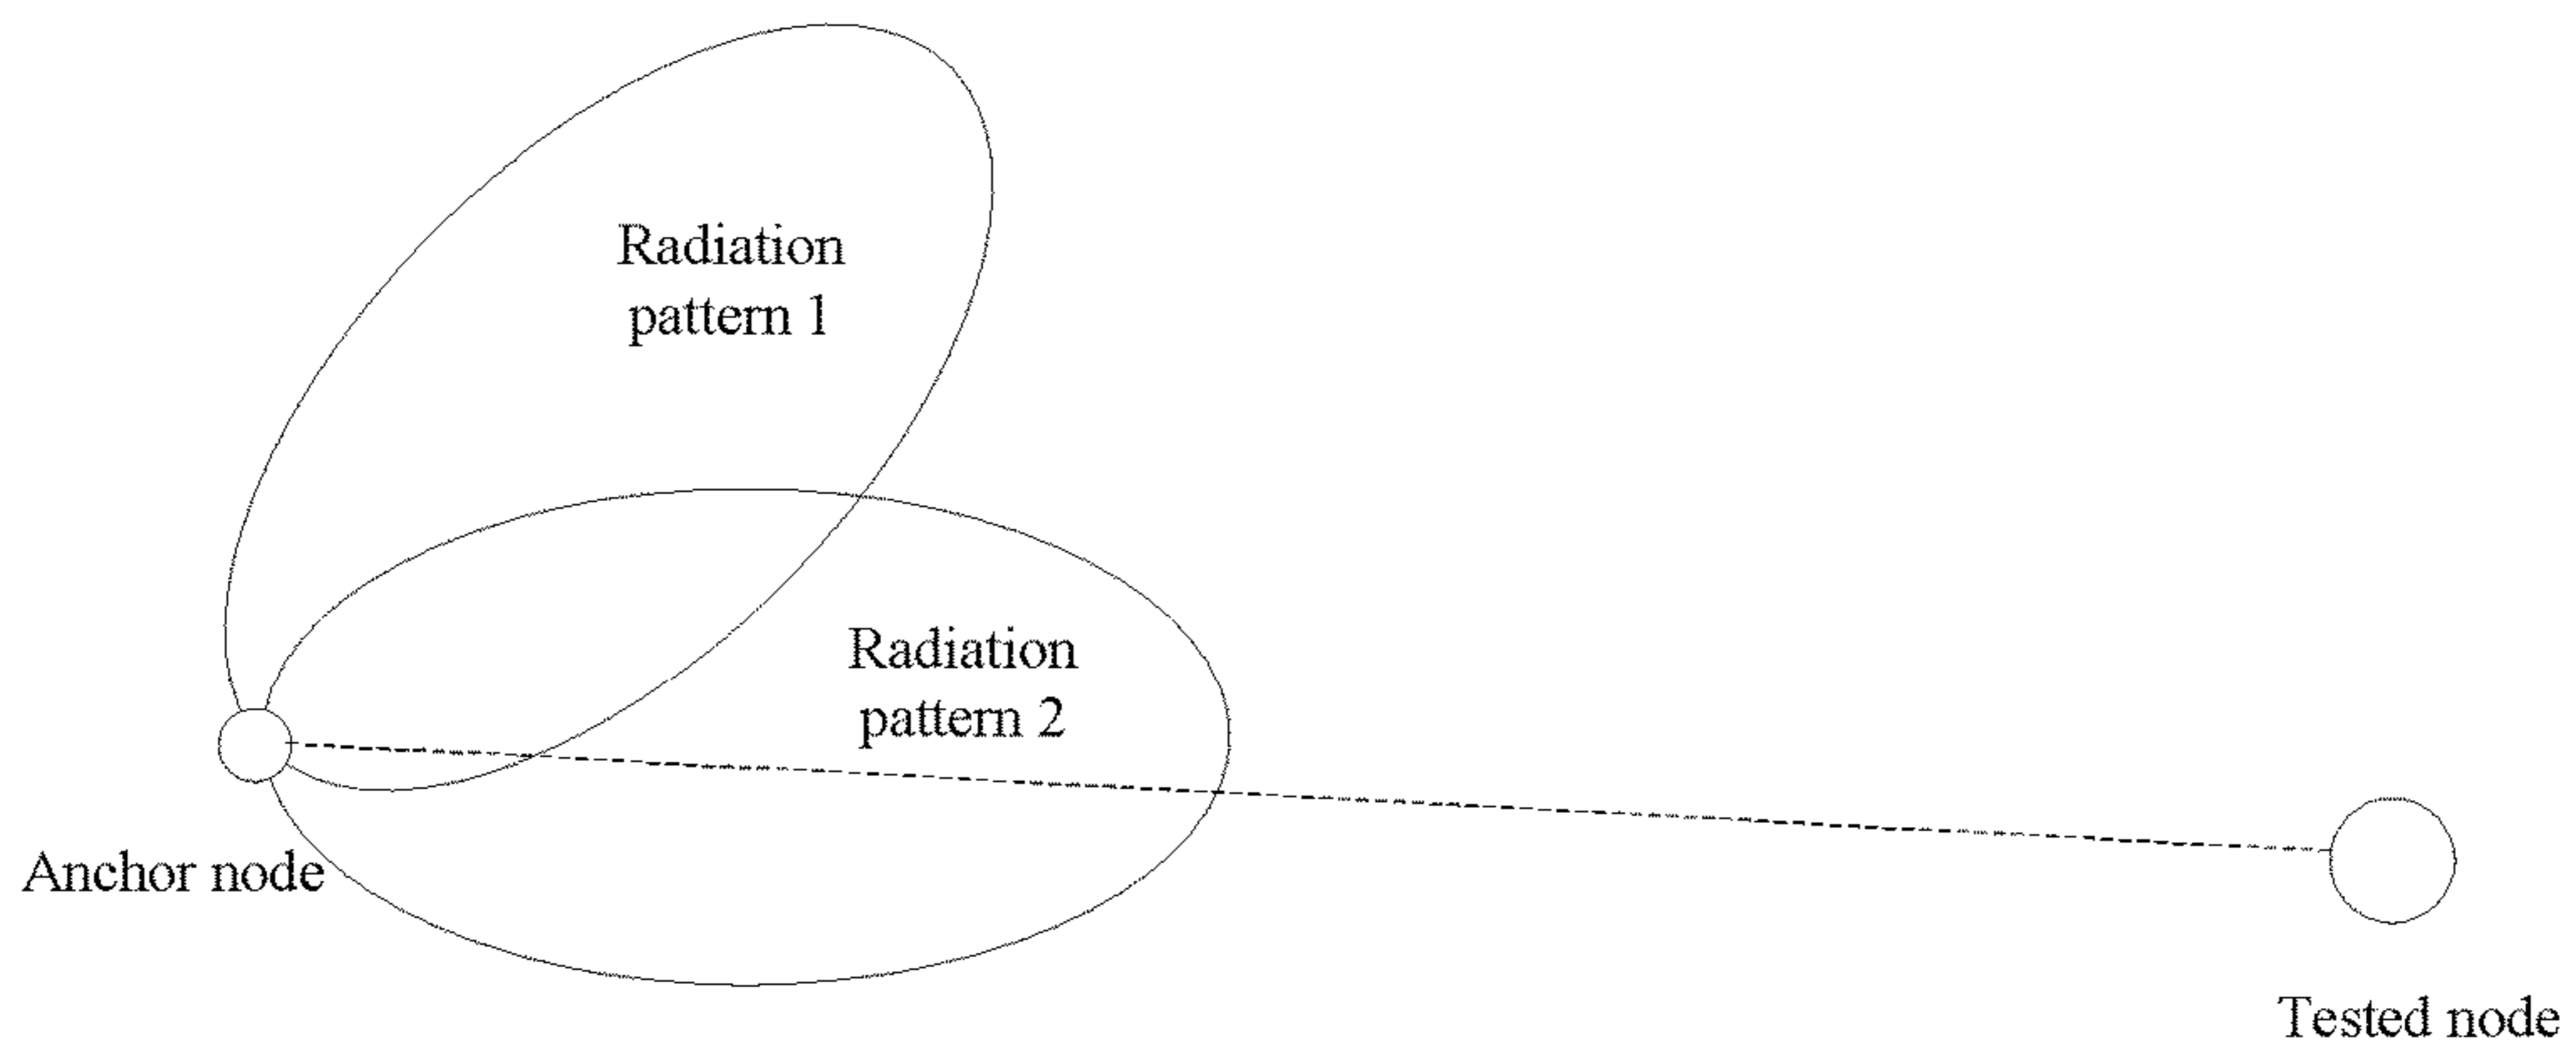 Radiation
pattern 1
Radiation
pattern 2
Anchor node
Tested node